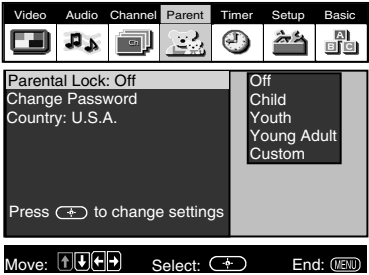 Video Audio Channel Parent Timer Setup Basic
A
B C
Parental Lock: Off
Change Password
Country: U.S.A.
Off
Child
Youth
Young Adult
Custom
Press to change settings
Move: Select: End: MENU